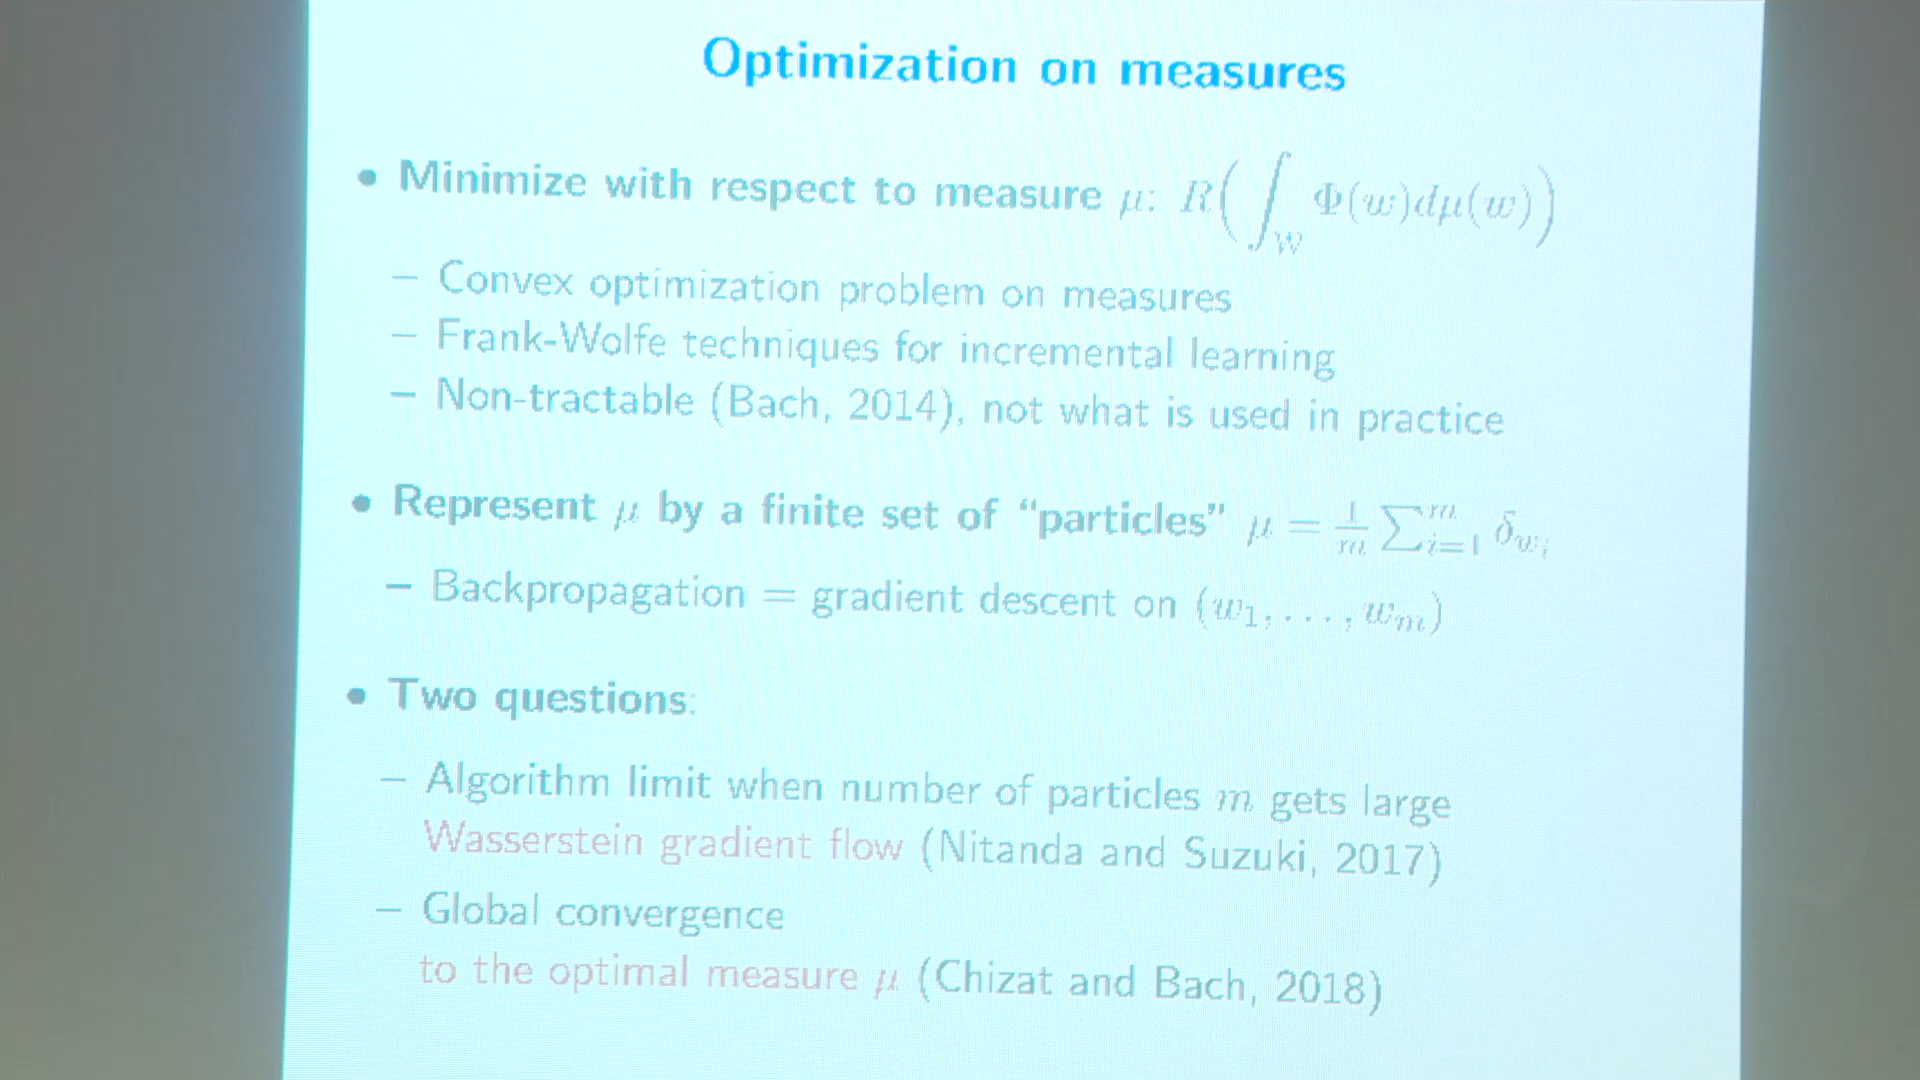 Optimization on measures
• Minimize with respect to measure μ: R(∫_W Φ(w)dμ(w))
– Convex optimization problem on measures
– Frank-Wolfe techniques for incremental learning
– Non-tractable (Bach, 2014), not what is used in practice
• Represent μ by a finite set of “particles” μ = 1/m ∑_{i=1}^m δ_{w_i}
– Backpropagation = gradient descent on (w₁, . . . , wₘ)
• Two questions:
– Algorithm limit when number of particles m gets large
Wasserstein gradient flow (Nitanda and Suzuki, 2017)
– Global convergence
to the optimal measure μ (Chizat and Bach, 2018)